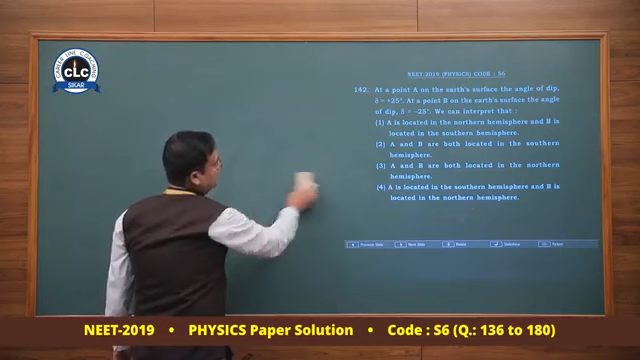 CAREER LINE COACHING
CLC
SIKAR
NEET-2019 (PHYSICS) CODE : S6
142. At a point A on the earth's surface the angle of dip,
δ = +25°. At a point B on the earth's surface the angle
of dip, δ = –25°. We can interpret that :
(1) A is located in the northern hemisphere and B is
located in the southern hemisphere.
(2) A and B are both located in the southern
hemisphere.
(3) A and B are both located in the northern
hemisphere.
(4) A is located in the southern hemisphere and B is
located in the northern hemisphere.
Previous Slide
Next Slide
NEET-2019 • PHYSICS Paper Solution • Code : S6 (Q.: 136 to 180)